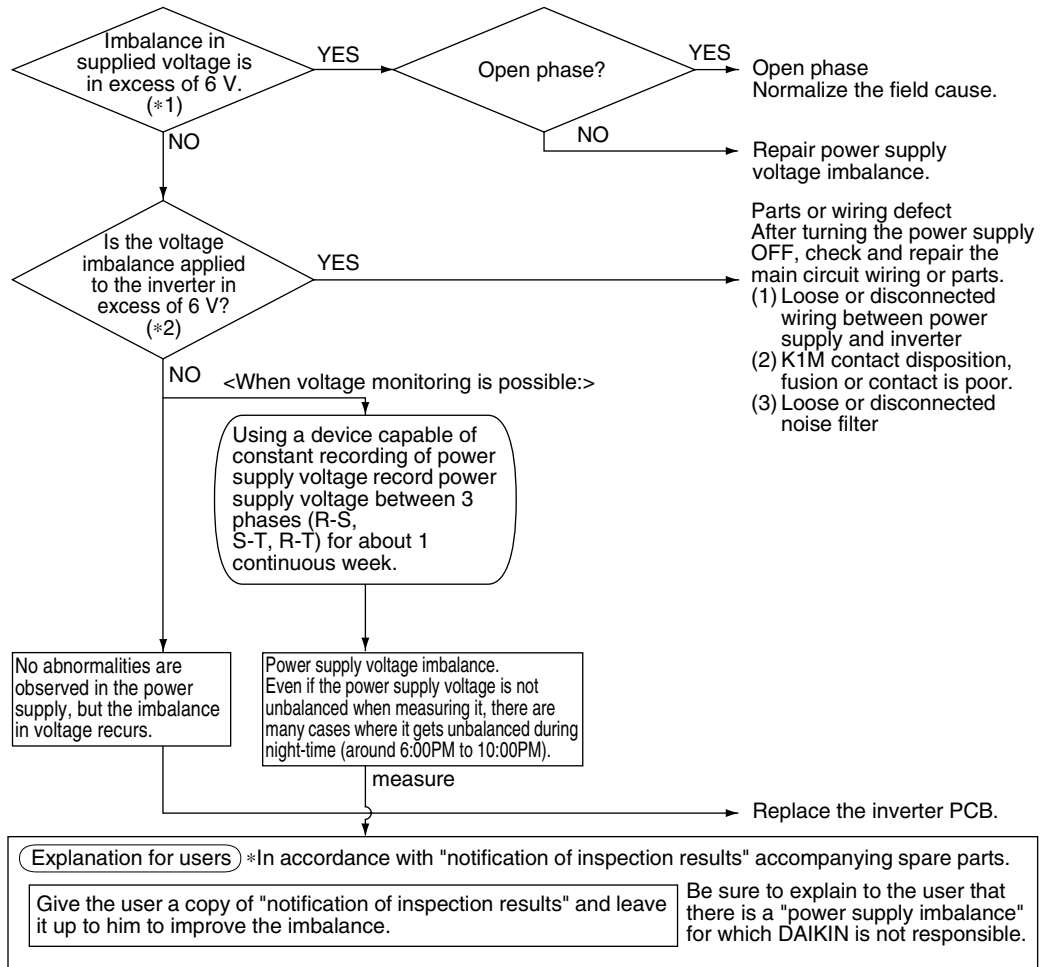 Imbalance in
supplied voltage is
in excess of 6 V.
(*1)
YES
Open phase?
YES
Open phase
Normalize the field cause.
NO
NO
Repair power supply
voltage imbalance.
Is the voltage
imbalance applied
to the inverter in
excess of 6 V?
(*2)
YES
Parts or wiring defect
After turning the power supply
OFF, check and repair the
main circuit wiring or parts.
(1) Loose or disconnected
wiring between power
supply and inverter
(2) K1M contact disposition,
fusion or contact is poor.
(3) Loose or disconnected
noise filter
NO
<When voltage monitoring is possible:>
Using a device capable of
constant recording of power
supply voltage record power
supply voltage between 3
phases (R-S,
S-T, R-T) for about 1
continuous week.
No abnormalities are
observed in the power
supply, but the imbalance
in voltage recurs.
Power supply voltage imbalance.
Even if the power supply voltage is not
unbalanced when measuring it, there are
many cases where it gets unbalanced during
night-time (around 6:00PM to 10:00PM).
measure
Replace the inverter PCB.
Explanation for users *In accordance with "notification of inspection results" accompanying spare parts.
Give the user a copy of "notification of inspection results" and leave
it up to him to improve the imbalance.
Be sure to explain to the user that
there is a "power supply imbalance"
for which DAIKIN is not responsible.